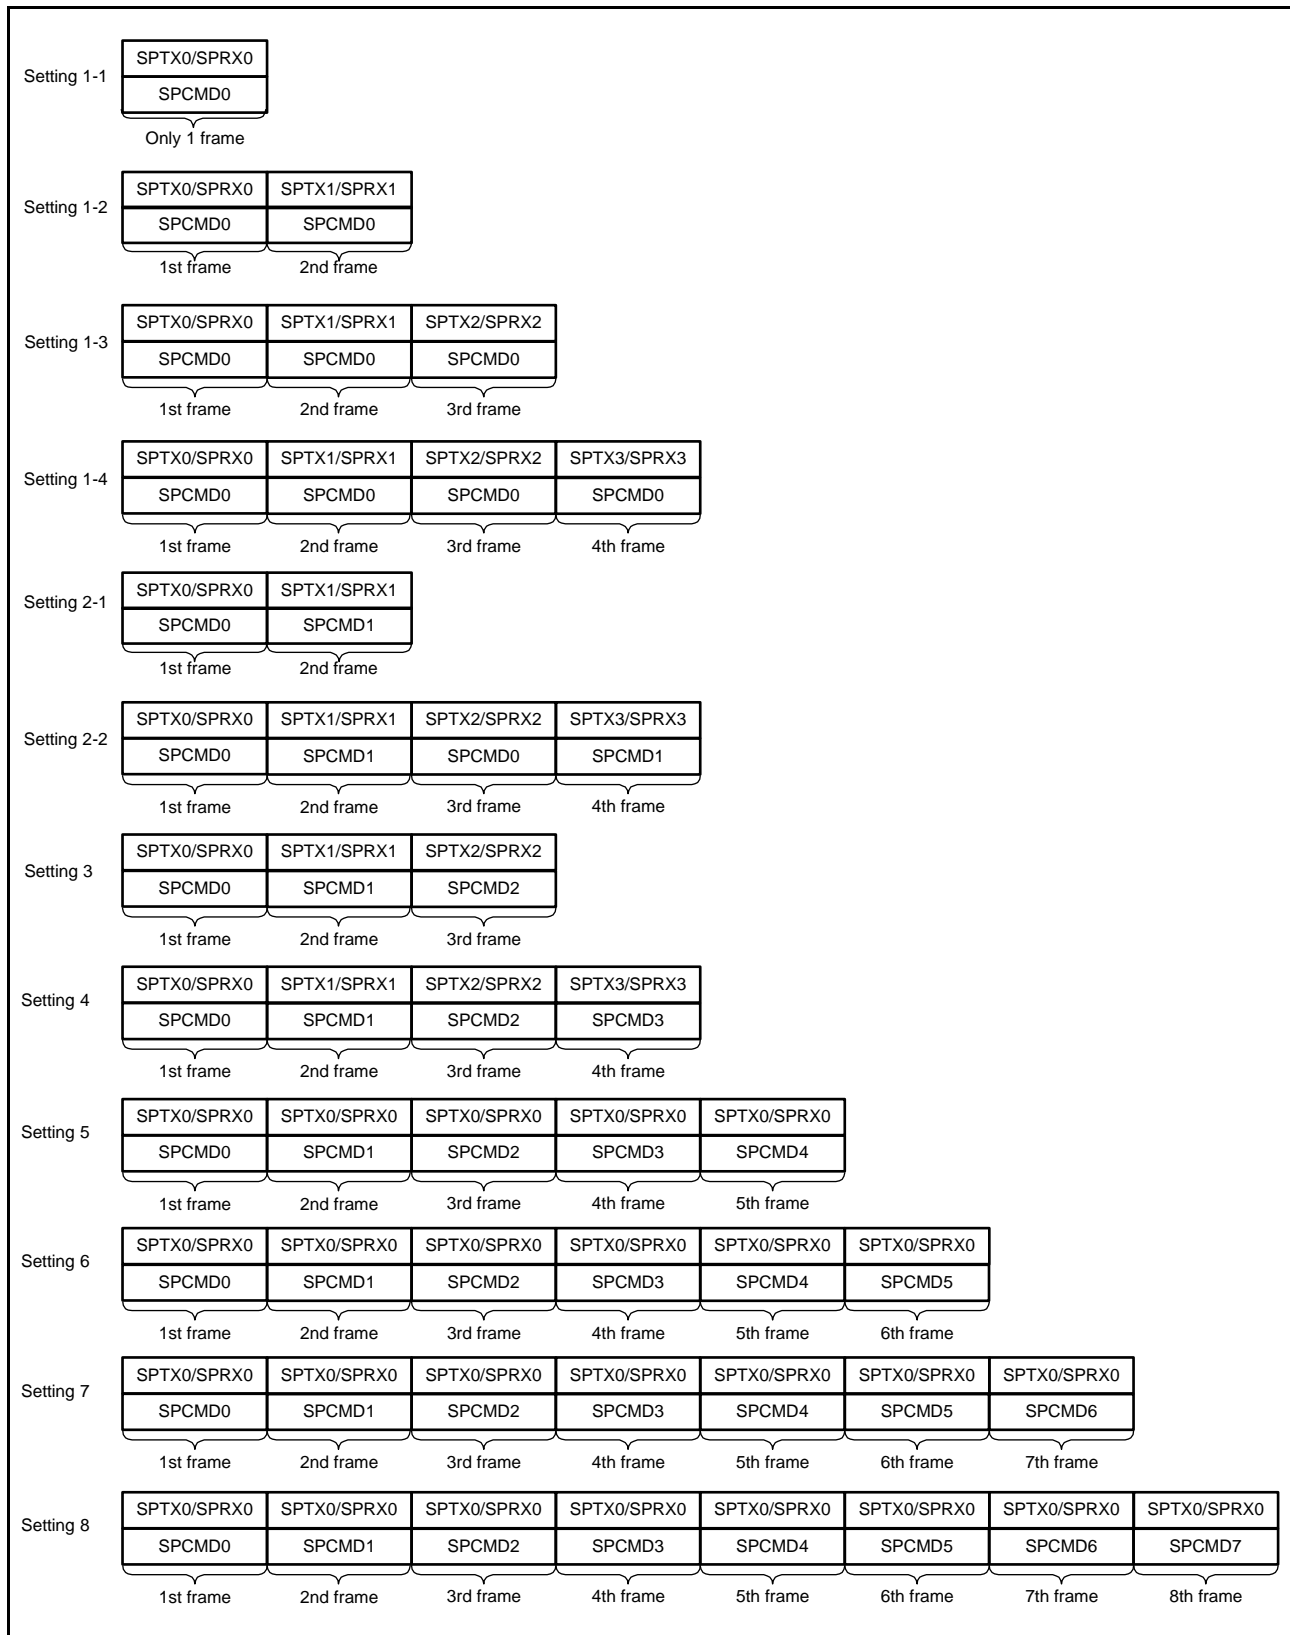 SPTX0/SPRX0
Setting 1-1
SPCMD0
Only 1 frame
SPTX0/SPRX0 SPTX1/SPRX1
Setting 1-2
SPCMD0 SPCMD0
1st frame 2nd frame
SPTX0/SPRX0 SPTX1/SPRX1 SPTX2/SPRX2
Setting 1-3
SPCMD0 SPCMD0 SPCMD0
1st frame 2nd frame 3rd frame
SPTX0/SPRX0 SPTX1/SPRX1 SPTX2/SPRX2 SPTX3/SPRX3
Setting 1-4
SPCMD0 SPCMD0 SPCMD0 SPCMD0
1st frame 2nd frame 3rd frame 4th frame
SPTX0/SPRX0 SPTX1/SPRX1
Setting 2-1
SPCMD0 SPCMD1
1st frame 2nd frame
SPTX0/SPRX0 SPTX1/SPRX1 SPTX2/SPRX2 SPTX3/SPRX3
Setting 2-2
SPCMD0 SPCMD1 SPCMD0 SPCMD1
1st frame 2nd frame 3rd frame 4th frame
SPTX0/SPRX0 SPTX1/SPRX1 SPTX2/SPRX2
Setting 3
SPCMD0 SPCMD1 SPCMD2
1st frame 2nd frame 3rd frame
SPTX0/SPRX0 SPTX1/SPRX1 SPTX2/SPRX2 SPTX3/SPRX3
Setting 4
SPCMD0 SPCMD1 SPCMD2 SPCMD3
1st frame 2nd frame 3rd frame 4th frame
SPTX0/SPRX0 SPTX0/SPRX0 SPTX0/SPRX0 SPTX0/SPRX0 SPTX0/SPRX0
Setting 5
SPCMD0 SPCMD1 SPCMD2 SPCMD3 SPCMD4
1st frame 2nd frame 3rd frame 4th frame 5th frame
SPTX0/SPRX0 SPTX0/SPRX0 SPTX0/SPRX0 SPTX0/SPRX0 SPTX0/SPRX0 SPTX0/SPRX0
Setting 6
SPCMD0 SPCMD1 SPCMD2 SPCMD3 SPCMD4 SPCMD5
1st frame 2nd frame 3rd frame 4th frame 5th frame 6th frame
SPTX0/SPRX0 SPTX0/SPRX0 SPTX0/SPRX0 SPTX0/SPRX0 SPTX0/SPRX0 SPTX0/SPRX0 SPTX0/SPRX0
Setting 7
SPCMD0 SPCMD1 SPCMD2 SPCMD3 SPCMD4 SPCMD5 SPCMD6
1st frame 2nd frame 3rd frame 4th frame 5th frame 6th frame 7th frame
SPTX0/SPRX0 SPTX0/SPRX0 SPTX0/SPRX0 SPTX0/SPRX0 SPTX0/SPRX0 SPTX0/SPRX0 SPTX0/SPRX0 SPTX0/SPRX0
Setting 8
SPCMD0 SPCMD1 SPCMD2 SPCMD3 SPCMD4 SPCMD5 SPCMD6 SPCMD7
1st frame 2nd frame 3rd frame 4th frame 5th frame 6th frame 7th frame 8th frame